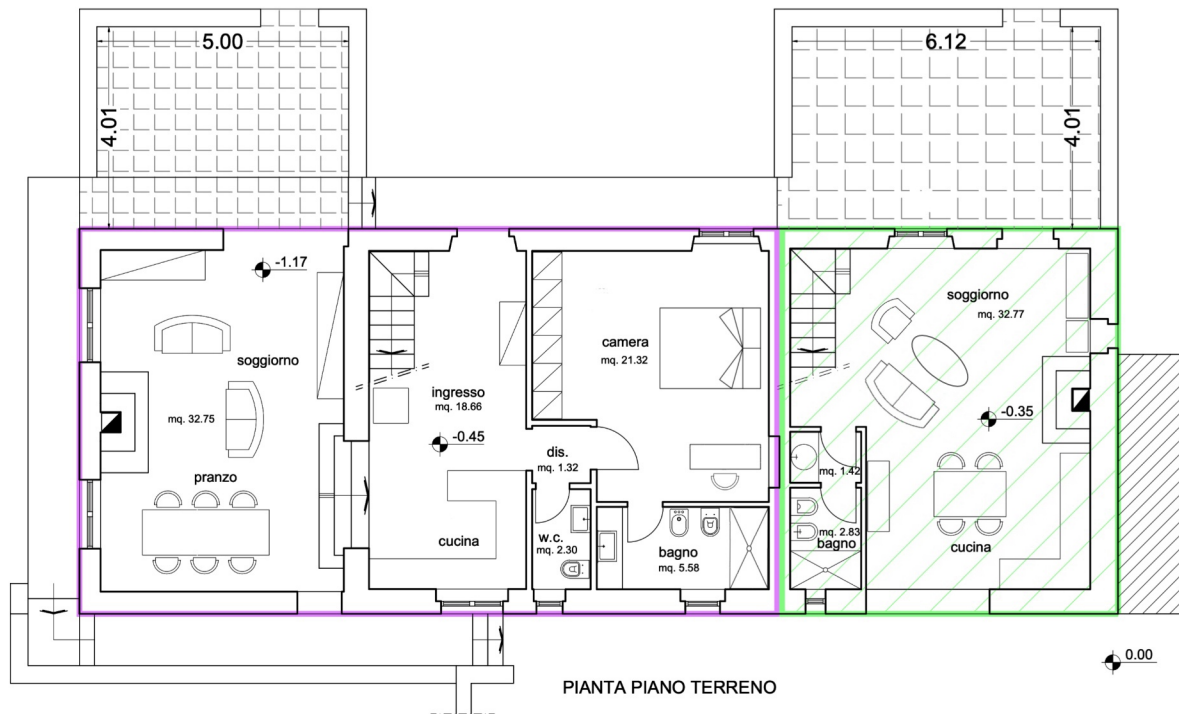 5.00
6.12
4.01
4.01
-1.17
soggiorno
mq. 32.75
pranzo
ingresso
mq. 18.66
-0.45
cucina
camera
mq. 21.32
dis.
mq. 1.32
W.C.
mq. 2.30
bagno
mq. 5.58
soggiorno
mq. 32.77
-0.35
mq. 1.42
mq. 2.83
bagno
cucina
0.00
PIANTA PIANO TERRENO